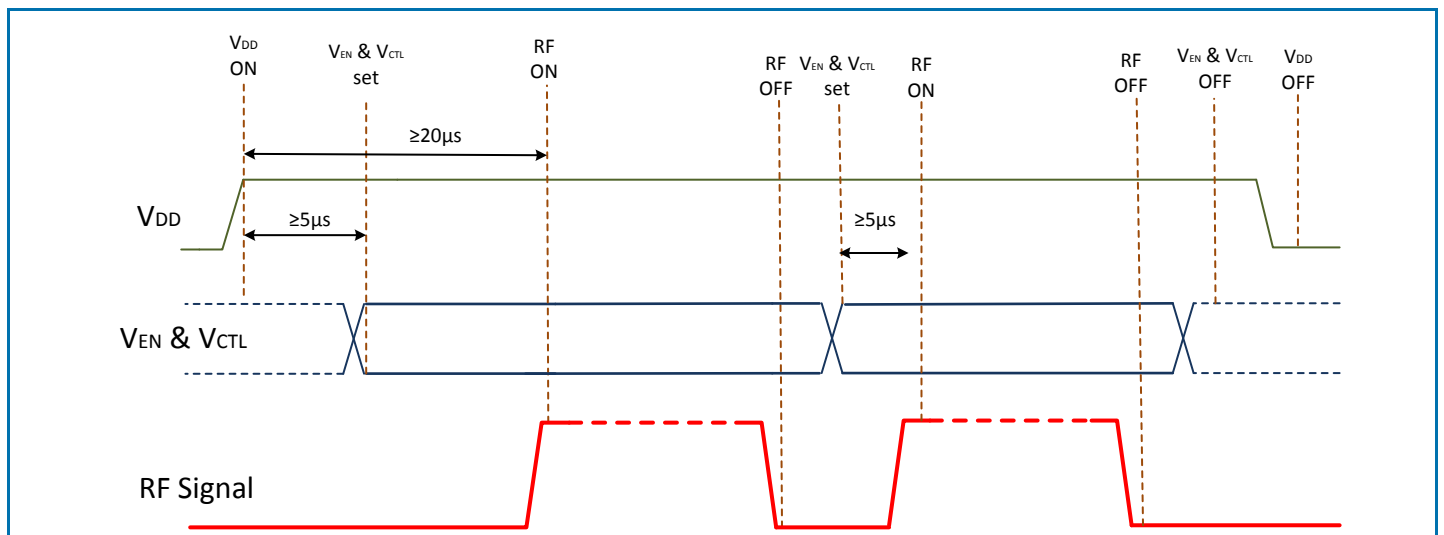 VDD
ON
VEN & VCTL
set
RF
ON
RF
OFF
VEN & VCTL
set
RF
ON
RF
OFF
VEN & VCTL
OFF
VDD
OFF
≥20μs
VDD
≥5μs
≥5μs
VEN & VCTL
RF Signal